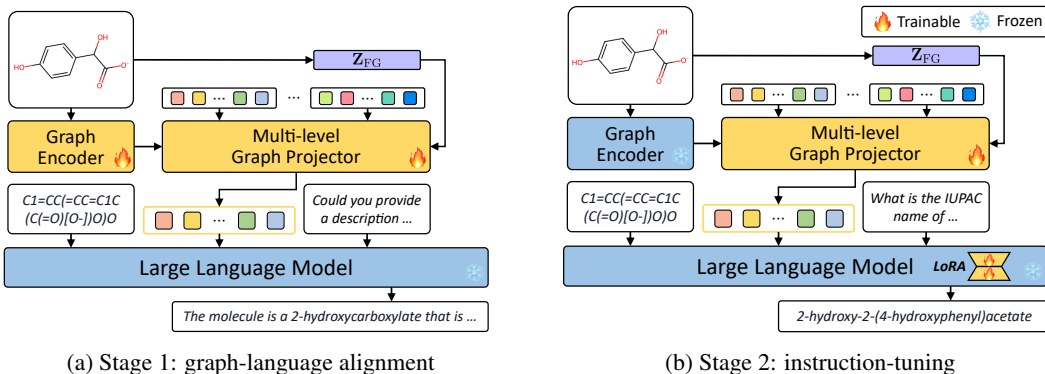 OH
HO
O-
O
Z_FG
... ... ...
Graph
Encoder
Multi-level
Graph Projector
C1=CC(=CC=C1C
(C(=O)[O-])O)O
...
Could you provide
a description ...
Large Language Model
The molecule is a 2-hydroxycarboxylate that is ...
(a) Stage 1: graph-language alignment
Trainable Frozen
OH
HO
O-
O
Z_FG
... ... ...
Graph
Encoder
Multi-level
Graph Projector
C1=CC(=CC=C1C
(C(=O)[O-])O)O
...
What is the IUPAC
name of ...
Large Language Model LoRA
2-hydroxy-2-(4-hydroxyphenyl)acetate
(b) Stage 2: instruction-tuning